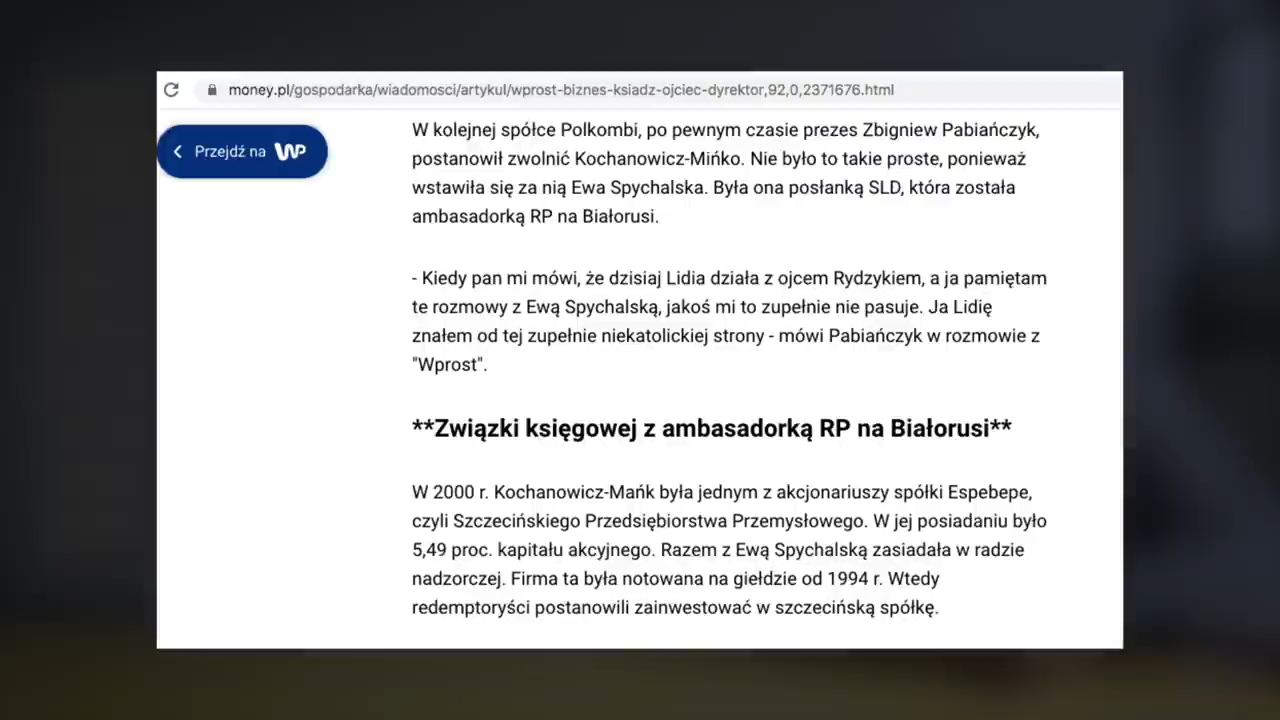 money.pl/gospodarka/wiadomosci/artykul/wprost-biznes-ksiadz-ojciec-dyrektor,92,0,2371676.html
Przejdź na WP
W kolejnej spółce Polkombi, po pewnym czasie prezes Zbigniew Pabiańczyk,
postanowił zwolnić Kochanowicz-Mińko. Nie było to takie proste, ponieważ
wstawiła się za nią Ewa Spychalska. Była ona posłanką SLD, która została
ambasadorką RP na Białorusi.
- Kiedy pan mi mówi, że dzisiaj Lidia działa z ojcem Rydzykiem, a ja pamiętam
te rozmowy z Ewą Spychalską, jakoś mi to zupełnie nie pasuje. Ja Lidię
znałem od tej zupełnie niekatolickiej strony - mówi Pabiańczyk w rozmowie z
"Wprost".
**Związki księgowej z ambasadorką RP na Białorusi**
W 2000 r. Kochanowicz-Mańk była jednym z akcjonariuszy spółki Espebepe,
czyli Szczecińskiego Przedsiębiorstwa Przemysłowego. W jej posiadaniu było
5,49 proc. kapitału akcyjnego. Razem z Ewą Spychalską zasiadała w radzie
nadzorczej. Firma ta była notowana na giełdzie od 1994 r. Wtedy
redemptoryści postanowili zainwestować w szczecińską spółkę.